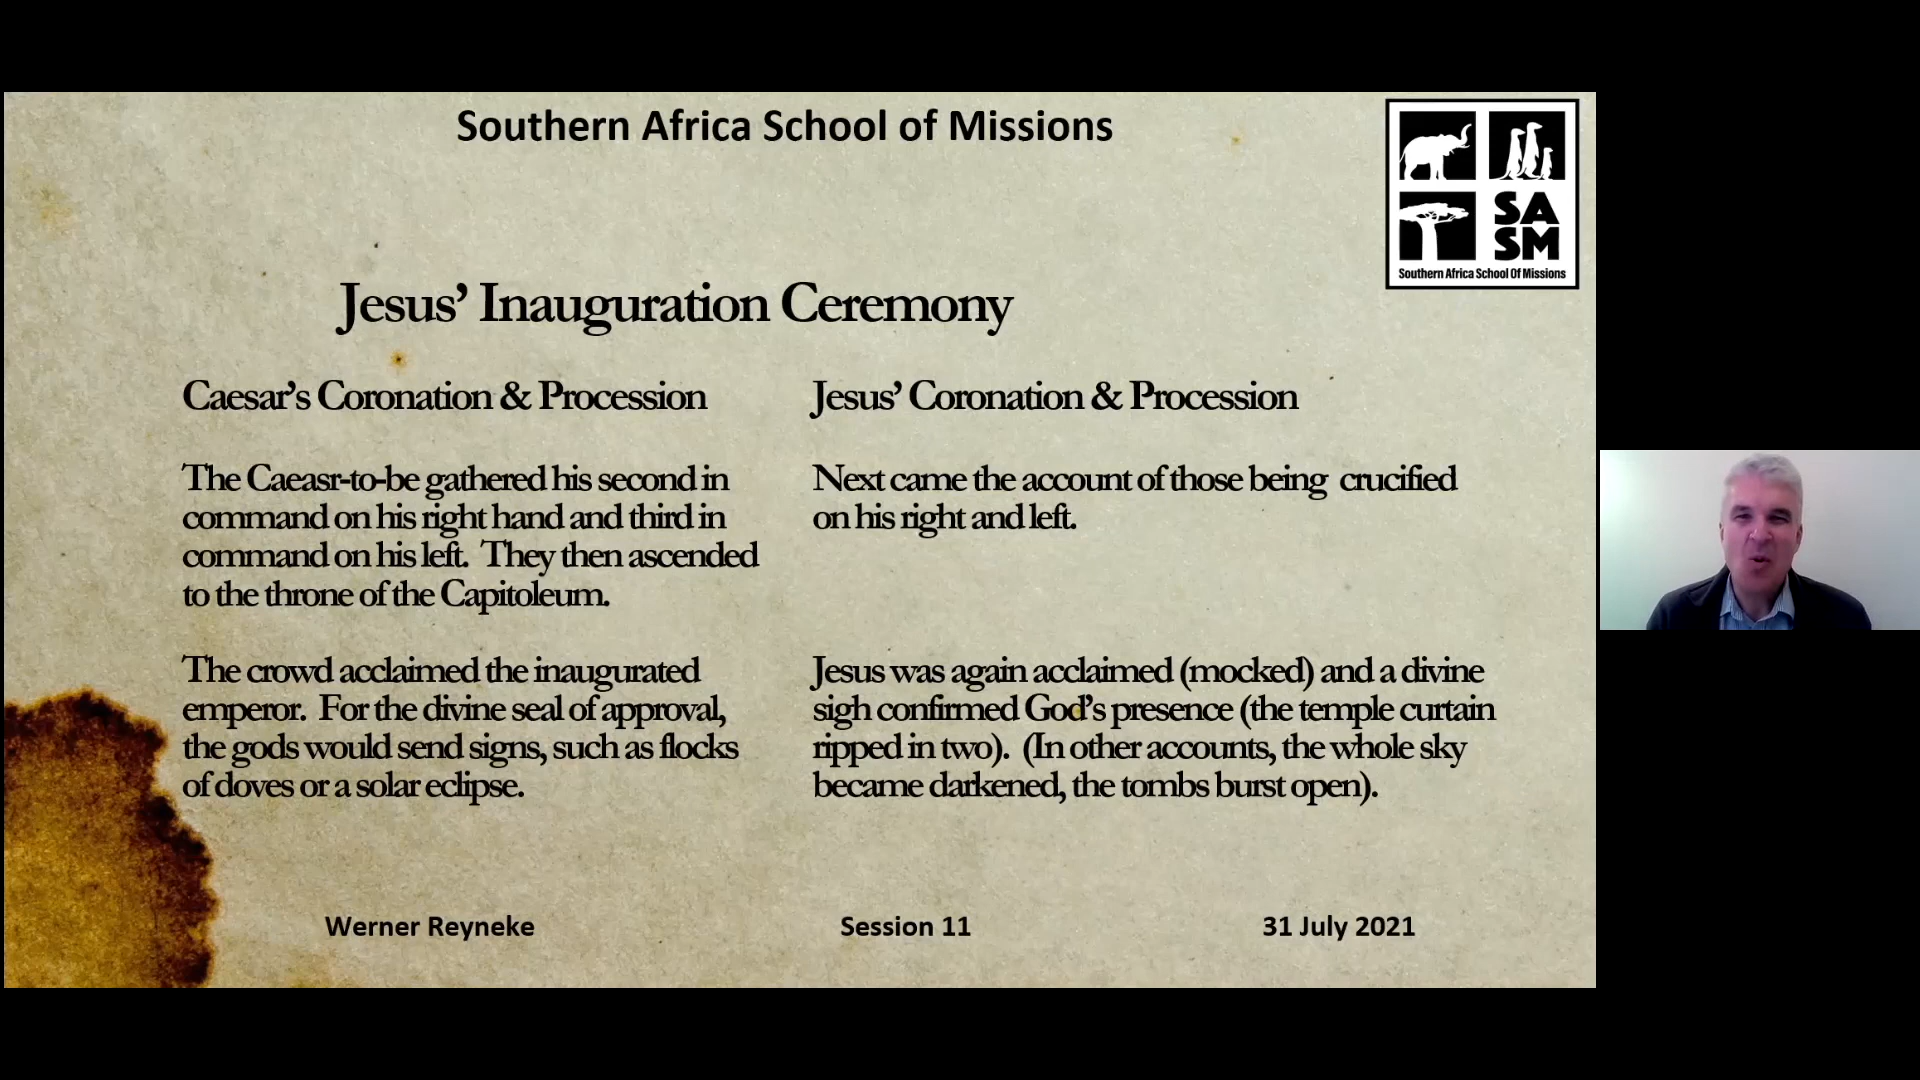 Southern Africa School of Missions
SA
SM
Southern Africa School Of Missions
Jesus’ Inauguration Ceremony
Caesar’s Coronation & Procession
The Caeasr-to-be gathered his second in
command on his right hand and third in
command on his left.  They then ascended
to the throne of the Capitoleum.
The crowd acclaimed the inaugurated
emperor.  For the divine seal of approval,
the gods would send signs, such as flocks
of doves or a solar eclipse.
Jesus’ Coronation & Procession
Next came the account of those being  crucified
on his right and left.
Jesus was again acclaimed (mocked) and a divine
sigh confirmed God’s presence (the temple curtain
ripped in two).  (In other accounts, the whole sky
became darkened, the tombs burst open).
Werner Reyneke
Session 11
31 July 2021